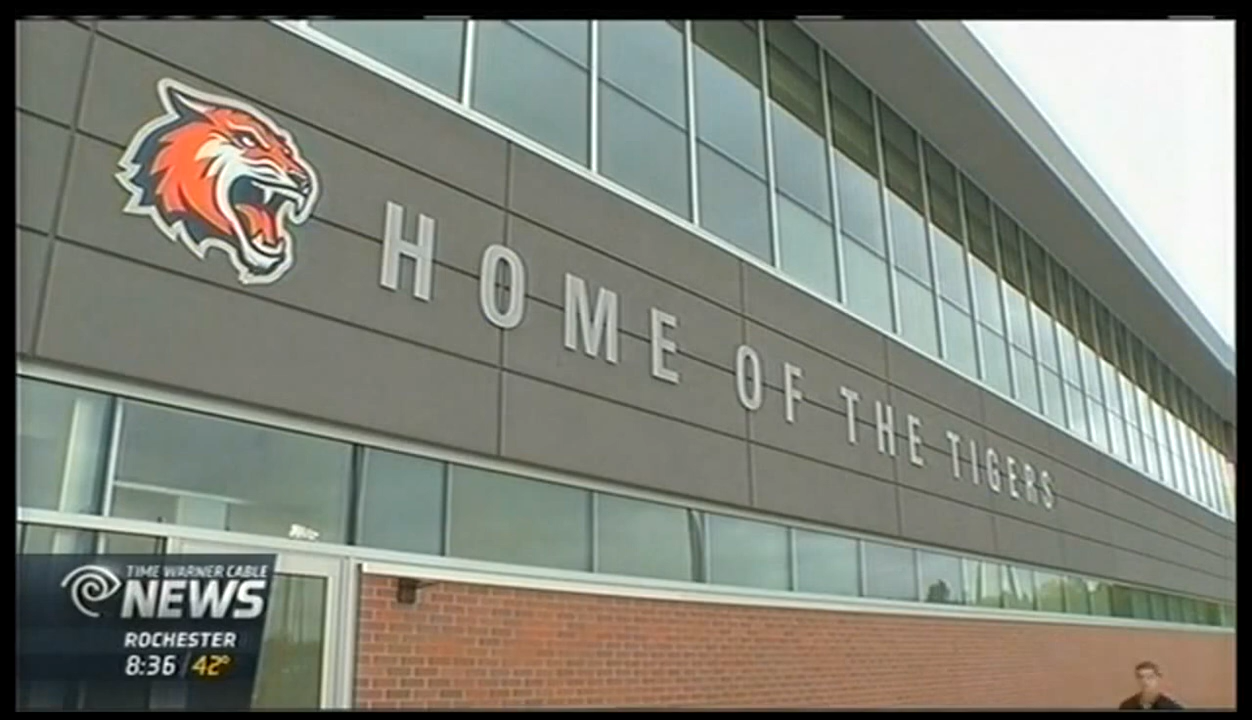 HOME OF THE TIGERS
TIME WARNER CABLE
NEWS
ROCHESTER
8:36 42°